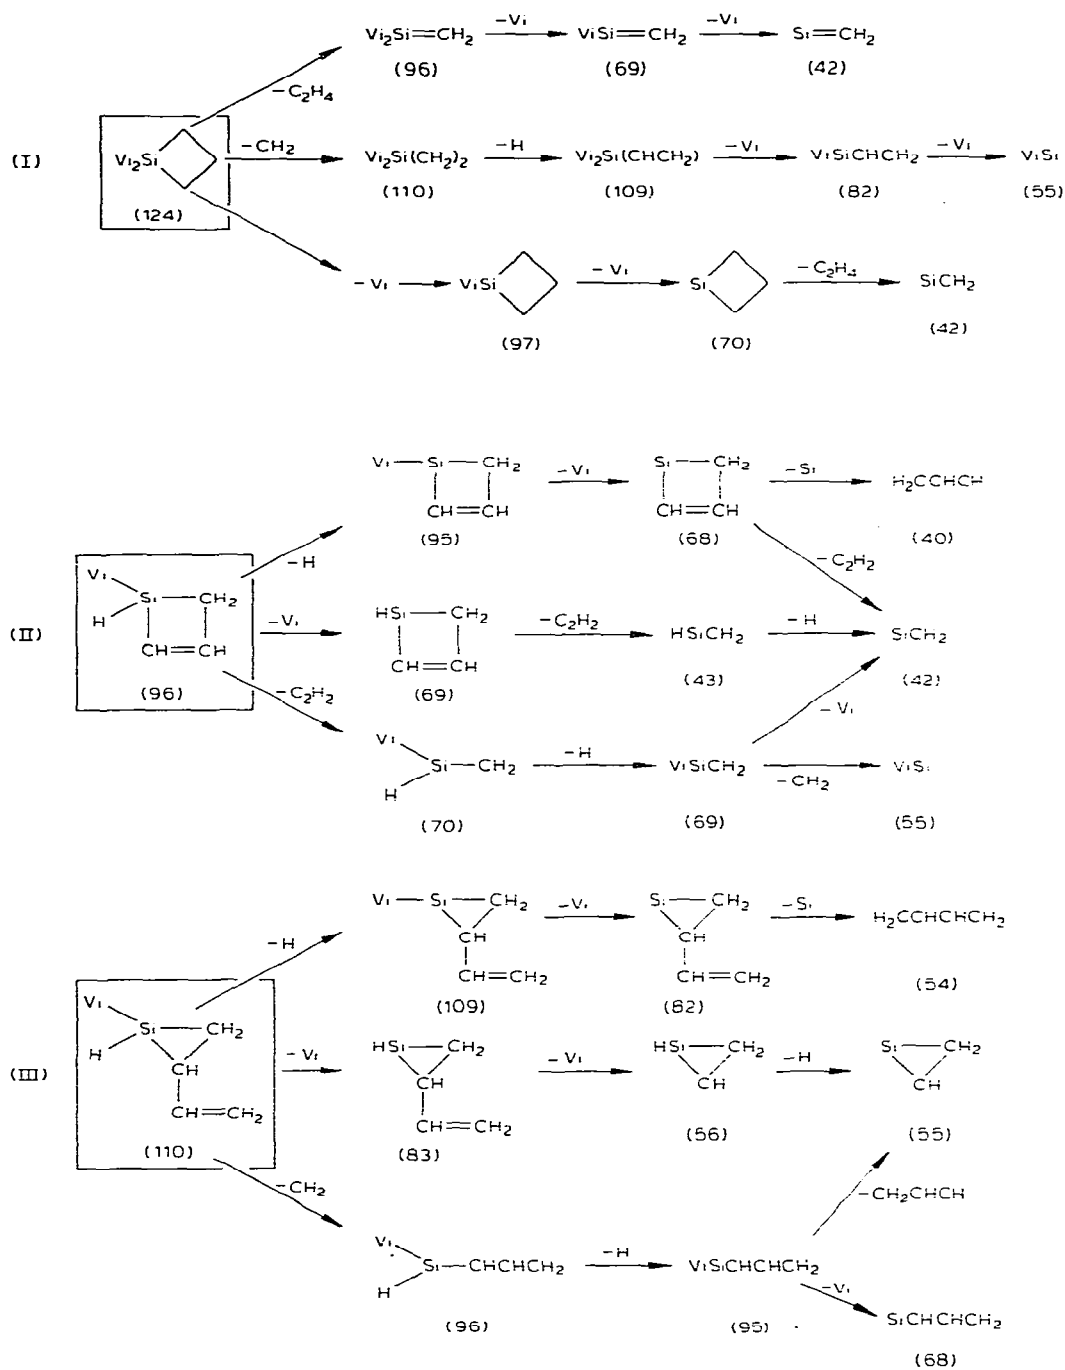 Vi2Si=CH2 -Vi ViSi=CH2 -Vi Si=CH2
(96) (69) (42)
-C2H4
(I) Vi2Si -CH2 Vi2Si(CH2)2 -H Vi2Si(CHCH2) -Vi ViSiCHCH2 -Vi ViSi
(124) (110) (109) (82) (55)
-Vi ViSi -Vi Si -C2H4 SiCH2
(97) (70) (42)
Vi-Si-CH2 -Vi Si-CH2 -Si H2CCHCH
CH=CH CH=CH
(95) (68) (40)
-H -C2H2
(II) Vi H Si-CH2 CH=CH -Vi HSi-CH2 CH=CH -C2H2 HSiCH2 -H SiCH2
(96) (69) (43) (42)
-C2H2 -Vi
Vi H Si-CH2 -H ViSiCH2 -CH2 ViSi
(70) (69) (55)
Vi-Si-CH2 -Vi Si-CH2 -Si H2CCHCHCH2
CH CH
CH=CH2 CH=CH2
(109) (82) (54)
-H
(III) Vi H Si-CH2 CH CH=CH2 -Vi HSi-CH2 CH CH=CH2 -Vi HSi-CH2 CH -H Si-CH2 CH
(110) (83) (56) (55)
-CH2 -CH2CHCH
Vi H Si-CHCHCH2 -H ViSiCHCHCH2
-Vi SiCHCHCH2
(96) (95) (68)